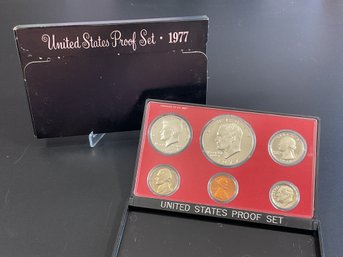 United States Proof Set · 1977
UNITED STATES PROOF SET